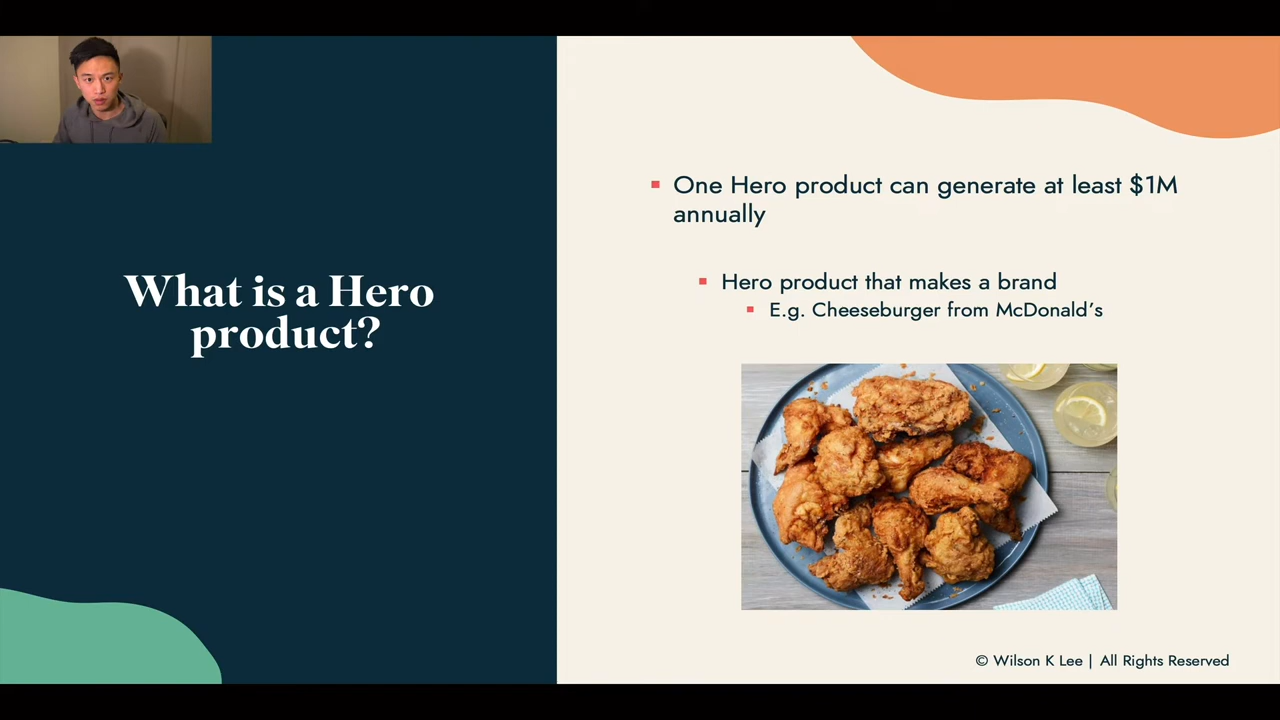 What is a Hero
product?
One Hero product can generate at least $1M
annually
Hero product that makes a brand
E.g. Cheeseburger from McDonald’s
© Wilson K Lee | All Rights Reserved